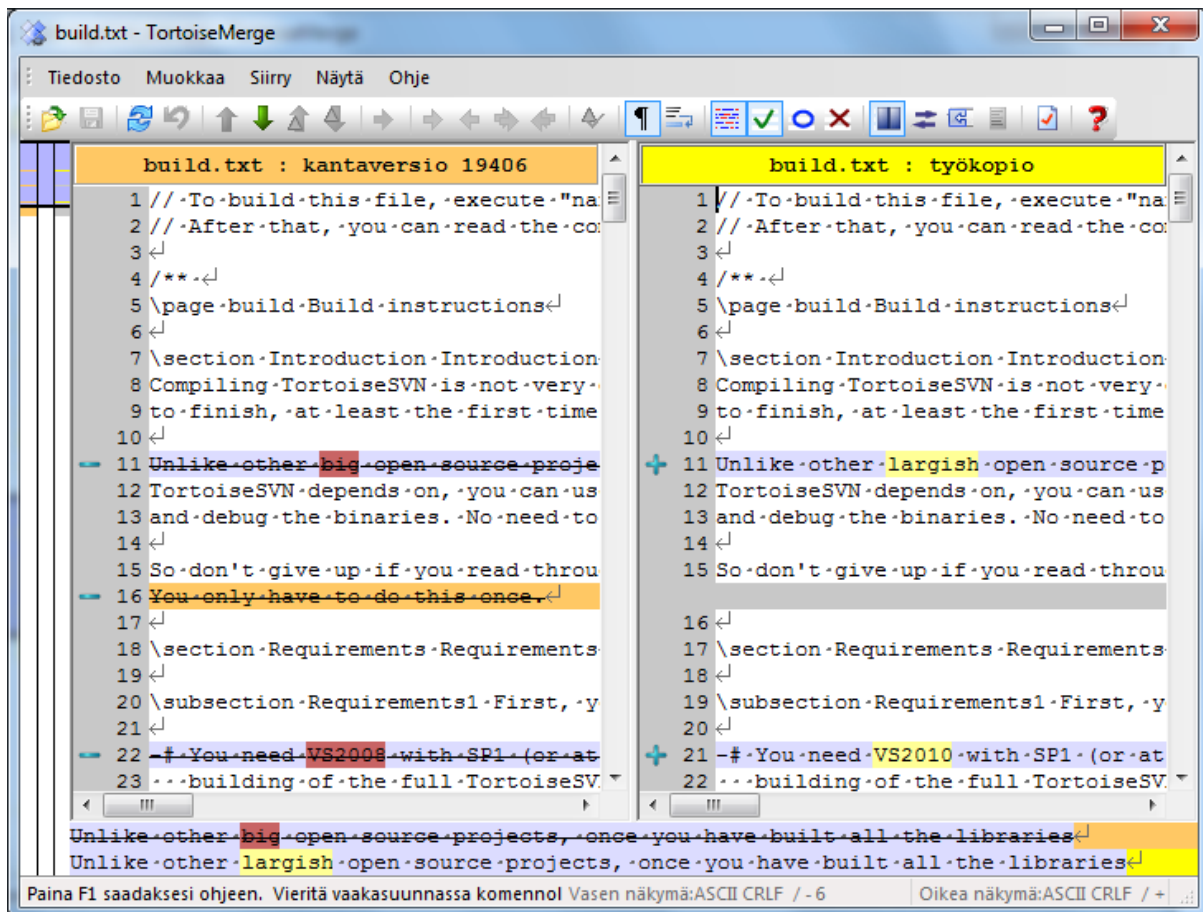 build.txt - TortoiseMerge
Tiedosto Muokkaa Siirry Näytä Ohje
build.txt : kantaversio 19406
1 // To build this file, execute "na
2 // After that, you can read the co
3
4 /**
5 \page build Build instructions
6
7 \section Introduction Introduction
8 Compiling TortoiseSVN is not very
9 to finish, at least the first time
10
11 Unlike other big open source proje
12 TortoiseSVN depends on, you can us
13 and debug the binaries. No need to
14
15 So don't give up if you read throu
16 You only have to do this once.
17
18 \section Requirements Requirements
19
20 \subsection Requirements1 First, y
21
22 -# You need VS2008 with SP1 (or at
23 building of the full TortoiseSV
build.txt : työkopio
1 // To build this file, execute "na
2 // After that, you can read the co
3
4 /**
5 \page build Build instructions
6
7 \section Introduction Introduction
8 Compiling TortoiseSVN is not very
9 to finish, at least the first time
10
11 Unlike other largish open source p
12 TortoiseSVN depends on, you can us
13 and debug the binaries. No need to
14
15 So don't give up if you read throu
16
17 \section Requirements Requirements
18
19 \subsection Requirements1 First, y
20
21 -# You need VS2010 with SP1 (or at
22 building of the full TortoiseSV
Unlike other big open source projects, once you have built all the libraries
Unlike other largish open source projects, once you have built all the libraries
Paina F1 saadaksesi ohjeen. Vieritä vaakasuunnassa komennol Vasen näkymä:ASCII CRLF / - 6 Oikea näkymä:ASCII CRLF / +